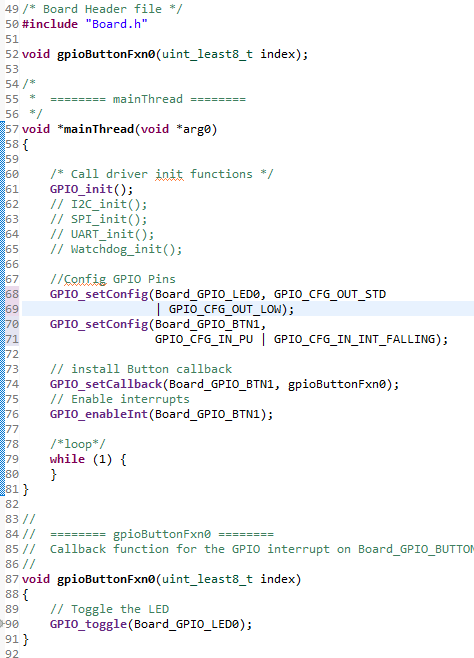 49 /* Board Header file */
50 #include "Board.h"
51
52 void gpioButtonFxn0(uint_least8_t index);
53
54 /*
55  *  ======== mainThread ========
56  */
57 void *mainThread(void *arg0)
58 {
59
60     /* Call driver init functions */
61     GPIO_init();
62     // I2C_init();
63     // SPI_init();
64     // UART_init();
65     // Watchdog_init();
66
67     //Config GPIO Pins
68     GPIO_setConfig(Board_GPIO_LED0, GPIO_CFG_OUT_STD
69                    | GPIO_CFG_OUT_LOW);
70     GPIO_setConfig(Board_GPIO_BTN1,
71                    GPIO_CFG_IN_PU | GPIO_CFG_IN_INT_FALLING);
72
73     // install Button callback
74     GPIO_setCallback(Board_GPIO_BTN1, gpioButtonFxn0);
75     // Enable interrupts
76     GPIO_enableInt(Board_GPIO_BTN1);
77
78     /*loop*/
79     while (1) {
80     }
81 }
82
83 //
84 //  ======== gpioButtonFxn0 ========
85 //  Callback function for the GPIO interrupt on Board_GPIO_BUTTON
86 //
87 void gpioButtonFxn0(uint_least8_t index)
88 {
89     // Toggle the LED
90     GPIO_toggle(Board_GPIO_LED0);
91 }
92